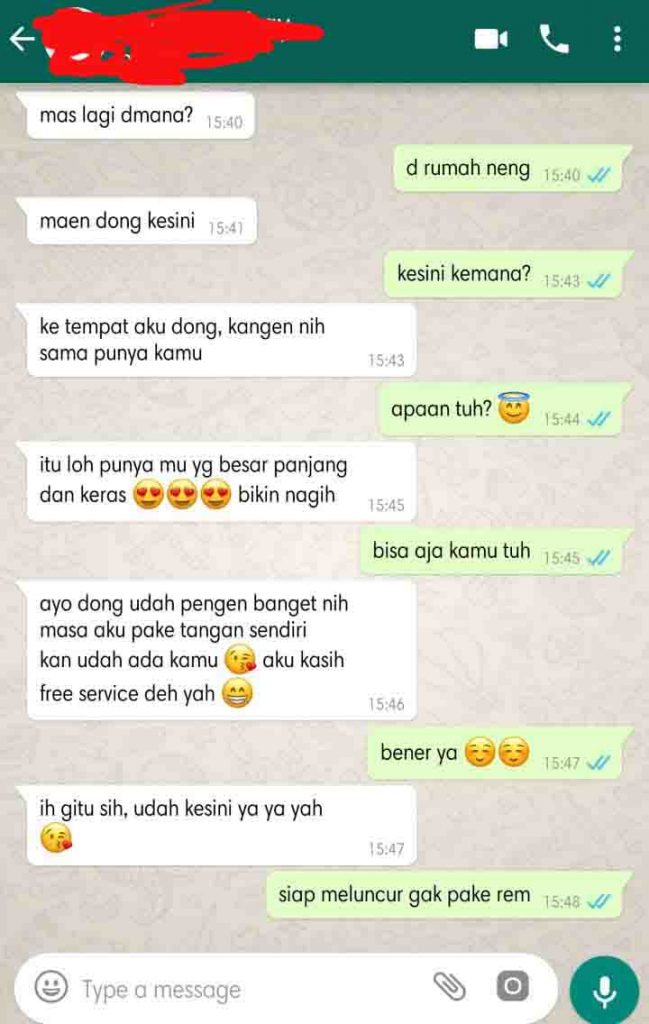 mas lagi dmana? 15:40
d rumah neng 15:40
maen dong kesini 15:41
kesini kemana? 15:43
ke tempat aku dong, kangen nih
sama punya kamu 15:43
apaan tuh? 😇 15:44
itu loh punya mu yg besar panjang
dan keras 😍😍😍 bikin nagih 15:45
bisa aja kamu tuh 15:45
ayo dong udah pengen banget nih
masa aku pake tangan sendiri
kan udah ada kamu 😘 aku kasih
free service deh yah 😁 15:46
bener ya ☺️☺️ 15:47
ih gitu sih, udah kesini ya ya yah
😘 15:47
siap meluncur gak pake rem 15:48
Type a message